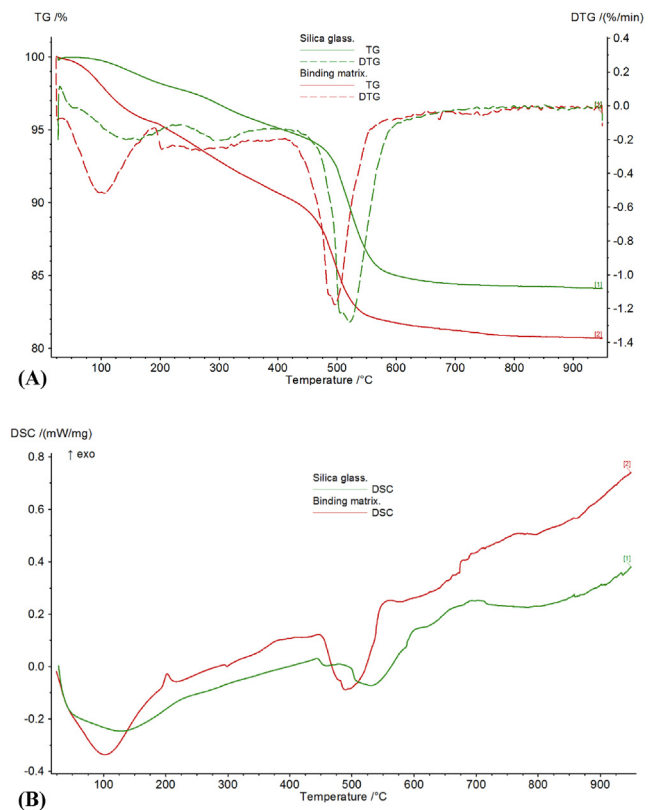 TG /%
DTG /(%/min)
Silica glass.
TG
DTG
Binding matrix.
TG
DTG
100
95
90
85
80
0.4
0.2
0.0
-0.2
-0.4
-0.6
-0.8
-1.0
-1.2
-1.4
[1]
[2]
100 200 300 400 500 600 700 800 900
Temperature /°C
(A)
DSC /(mW/mg)
↑ exo
Silica glass.
DSC
Binding matrix.
DSC
0.8
0.6
0.4
0.2
0.0
-0.2
-0.4
[2]
[1]
100 200 300 400 500 600 700 800 900
Temperature /°C
(B)